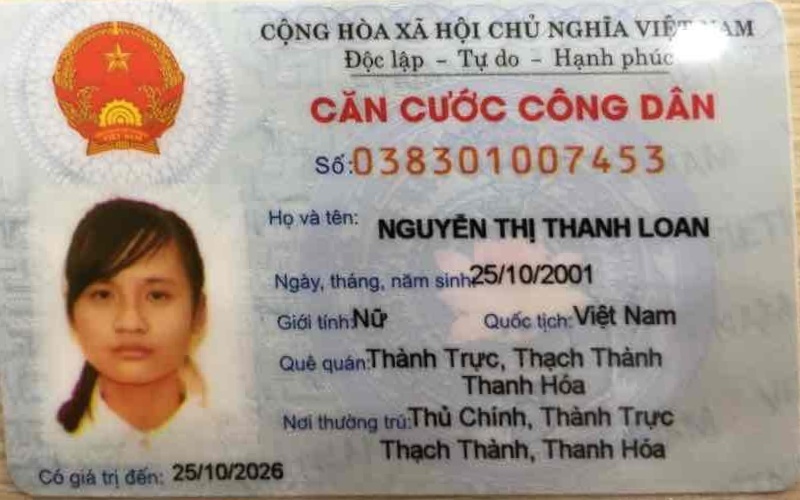 CỘNG HÒA XÃ HỘI CHỦ NGHĨA VIỆT NAM
Độc lập - Tự do - Hạnh phúc
CĂN CƯỚC CÔNG DÂN
Số: 038301007453
Họ và tên: NGUYỄN THỊ THANH LOAN
Ngày, tháng, năm sinh: 25/10/2001
Giới tính: Nữ Quốc tịch: Việt Nam
Quê quán: Thành Trực, Thạch Thành
Thanh Hóa
Nơi thường trú: Thủ Chính, Thành Trực
Thạch Thành, Thanh Hóa
Có giá trị đến: 25/10/2026